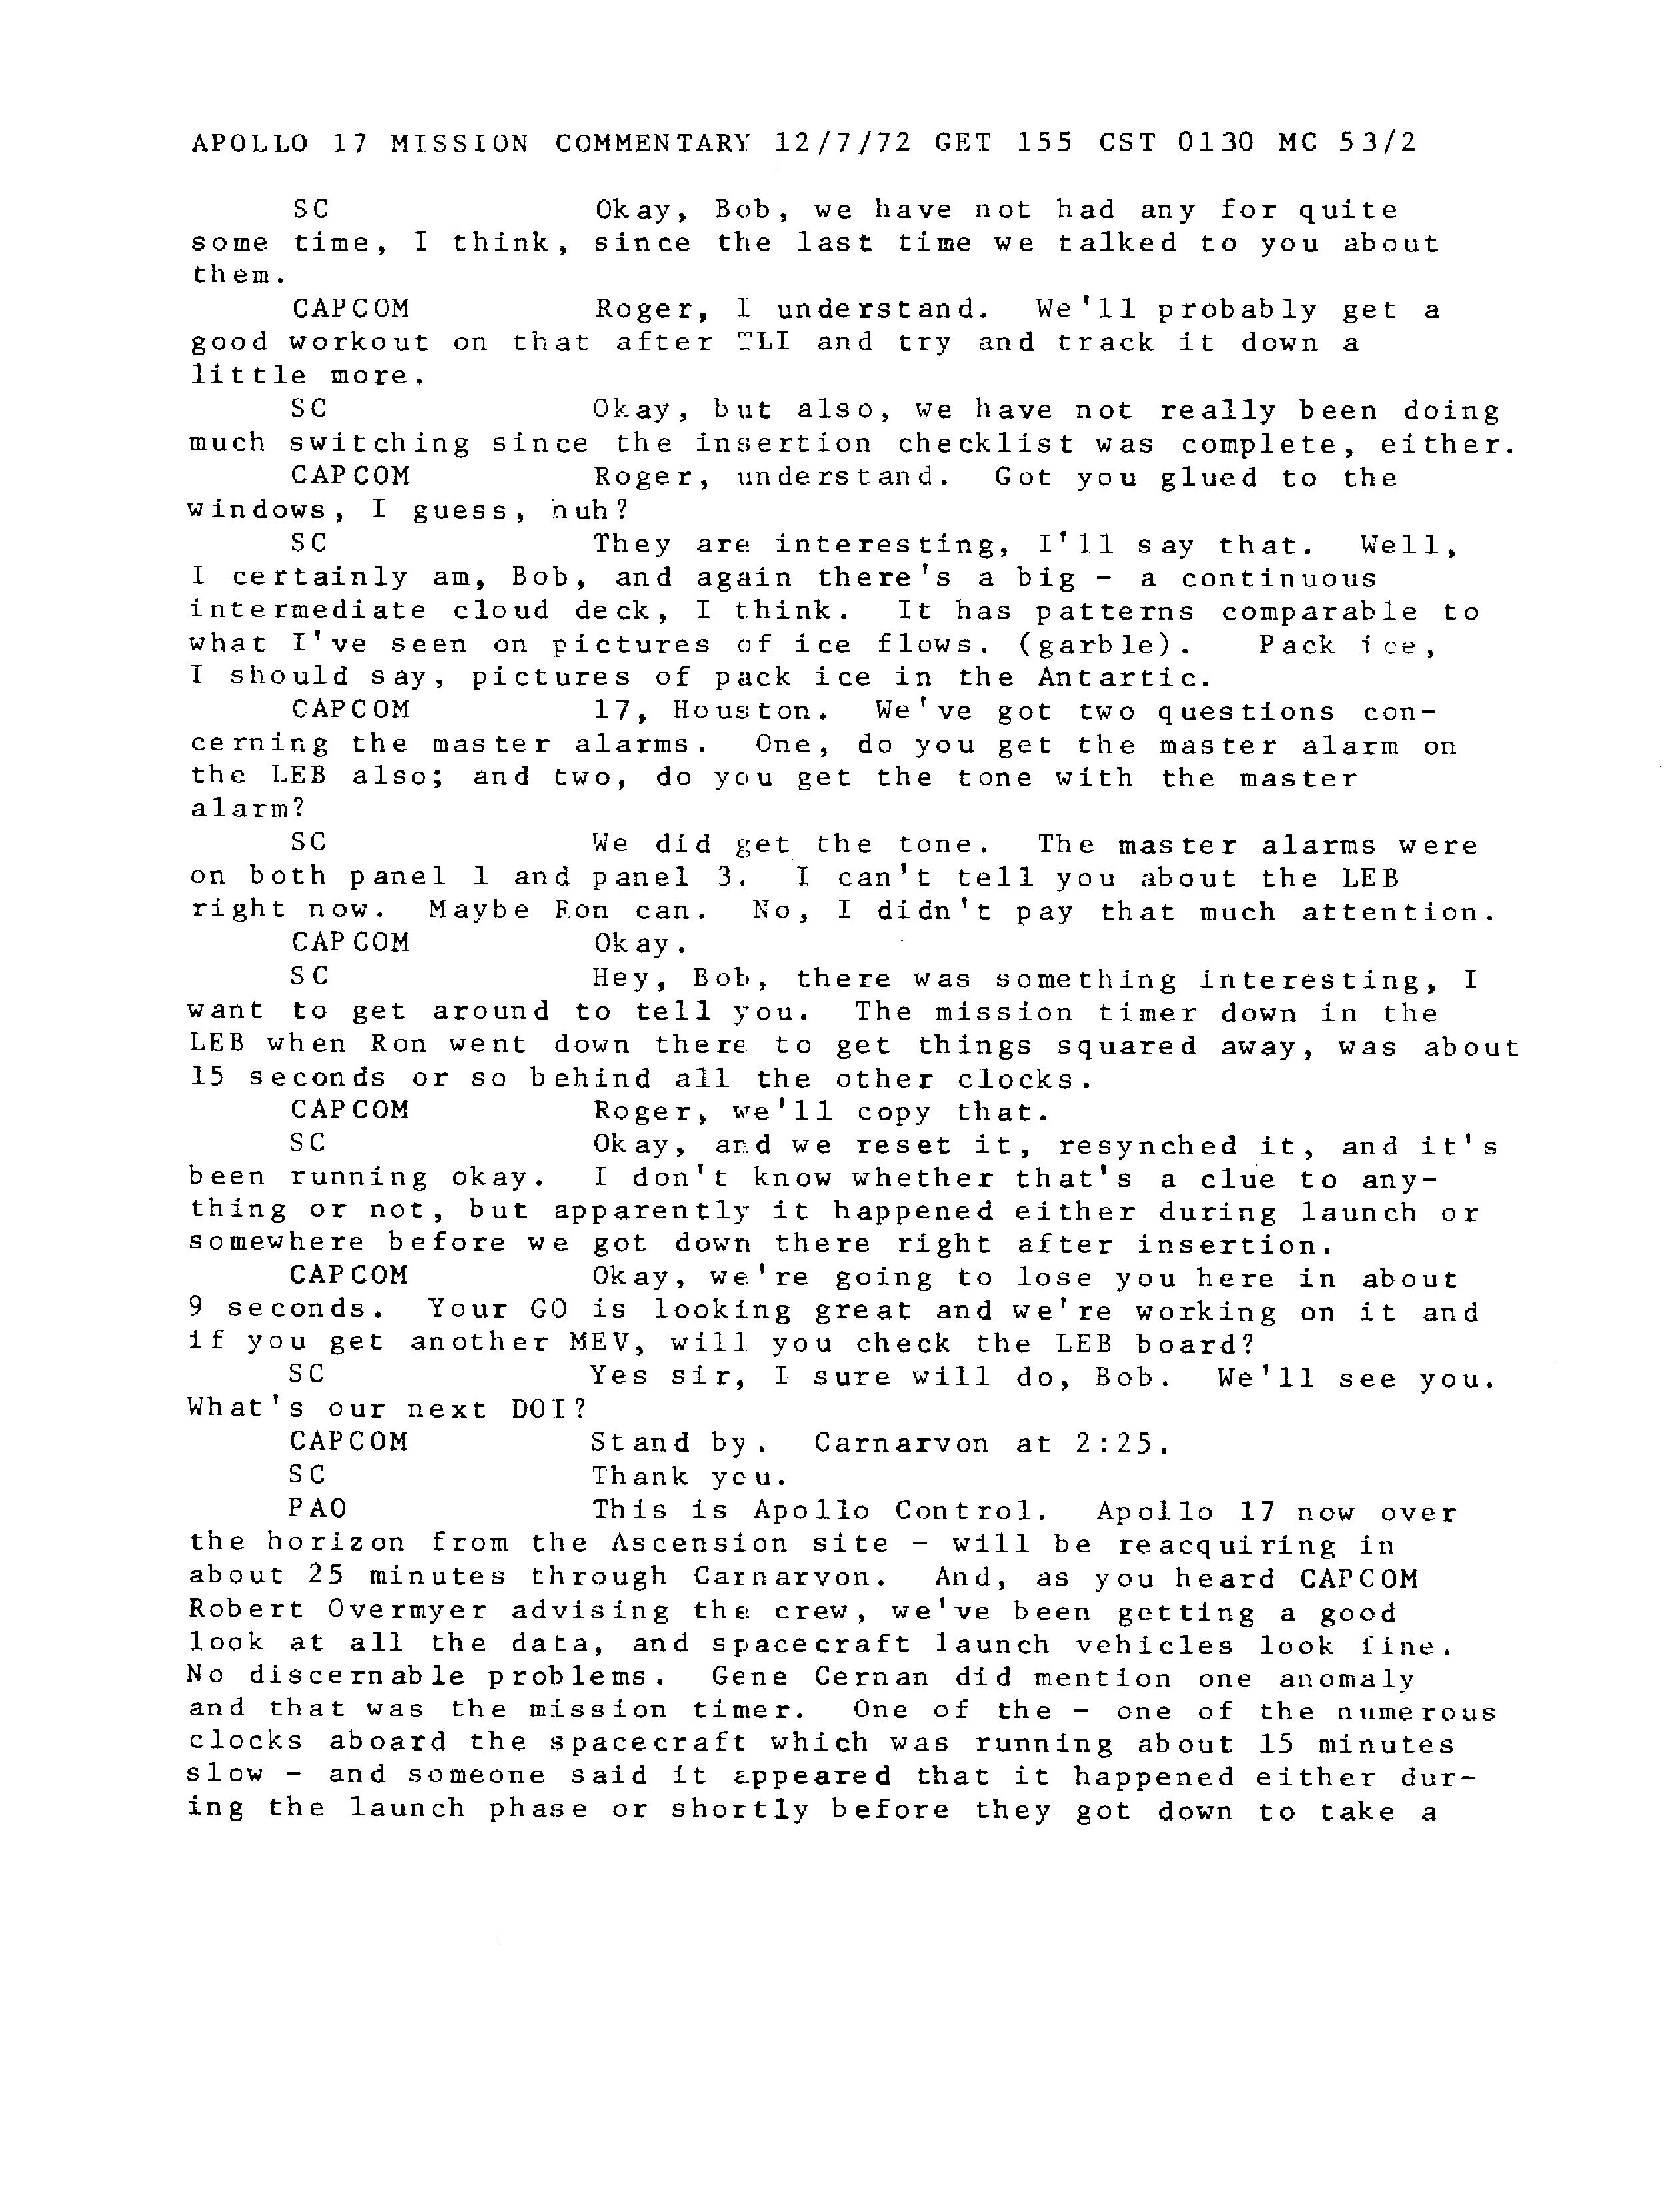 APOLLO 17 MISSION COMMENTARY 12/7/72 GET 155 CST 0130 MC 53/2
SC Okay, Bob, we have not had any for quite
some time, I think, since the last time we talked to you about
them.
CAPCOM Roger, I understand. We'll probably get a
good workout on that after TLI and try and track it down a
little more.
SC Okay, but also, we have not really been doing
much switching since the insertion checklist was complete, either.
CAPCOM Roger, understand. Got you glued to the
windows, I guess, huh?
SC They are interesting, I'll say that. Well,
I certainly am, Bob, and again there's a big - a continuous
intermediate cloud deck, I think. It has patterns comparable to
what I've seen on pictures of ice flows. (garble). Pack ice,
I should say, pictures of pack ice in the Antartic.
CAPCOM 17, Houston. We've got two questions con-
cerning the master alarms. One, do you get the master alarm on
the LEB also; and two, do you get the tone with the master
alarm?
SC We did get the tone. The master alarms were
on both panel 1 and panel 3. I can't tell you about the LEB
right now. Maybe Ron can. No, I didn't pay that much attention.
CAPCOM Okay.
SC Hey, Bob, there was something interesting, I
want to get around to tell you. The mission timer down in the
LEB when Ron went down there to get things squared away, was about
15 seconds or so behind all the other clocks.
CAPCOM Roger, we'll copy that.
SC Okay, and we reset it, resynched it, and it's
been running okay. I don't know whether that's a clue to any-
thing or not, but apparently it happened either during launch or
somewhere before we got down there right after insertion.
CAPCOM Okay, we're going to lose you here in about
9 seconds. Your GO is looking great and we're working on it and
if you get another MEV, will you check the LEB board?
SC Yes sir, I sure will do, Bob. We'll see you.
What's our next DOI?
CAPCOM Stand by. Carnarvon at 2:25.
SC Thank you.
PAO This is Apollo Control. Apollo 17 now over
the horizon from the Ascension site - will be reacquiring in
about 25 minutes through Carnarvon. And, as you heard CAPCOM
Robert Overmyer advising the crew, we've been getting a good
look at all the data, and spacecraft launch vehicles look fine.
No discernable problems. Gene Cernan did mention one anomaly
and that was the mission timer. One of the - one of the numerous
clocks aboard the spacecraft which was running about 15 minutes
slow - and someone said it appeared that it happened either dur-
ing the launch phase or shortly before they got down to take a